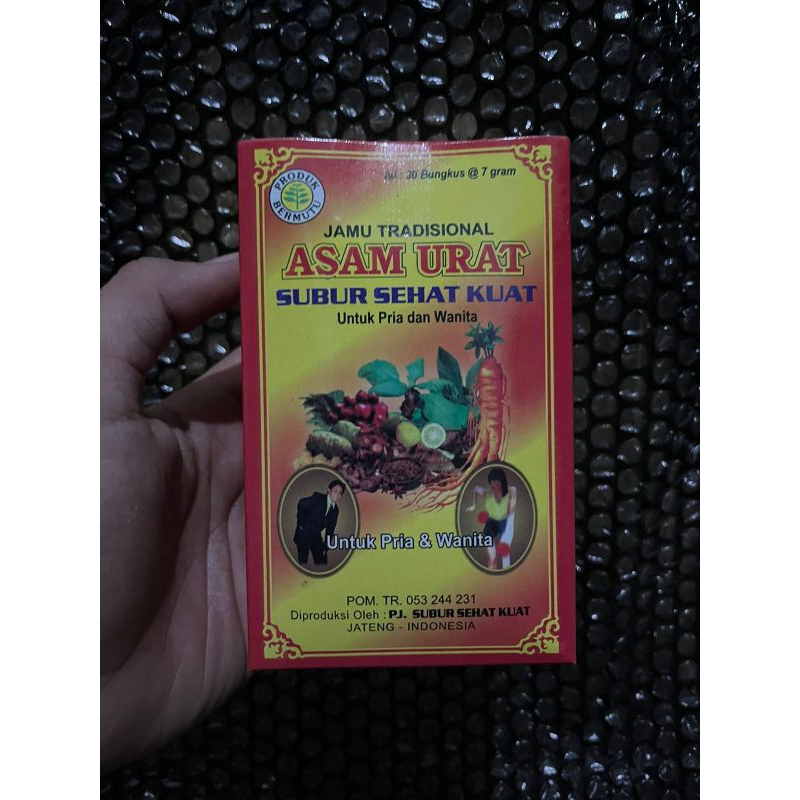 PRODUK
BERMUTU
Isi : 30 Bungkus @ 7 gram
JAMU TRADISIONAL
ASAM URAT
SUBUR SEHAT KUAT
Untuk Pria dan Wanita
Untuk Pria & Wanita
POM. TR. 053 244 231
Diproduksi Oleh : PJ. SUBUR SEHAT KUAT
JATENG - INDONESIA